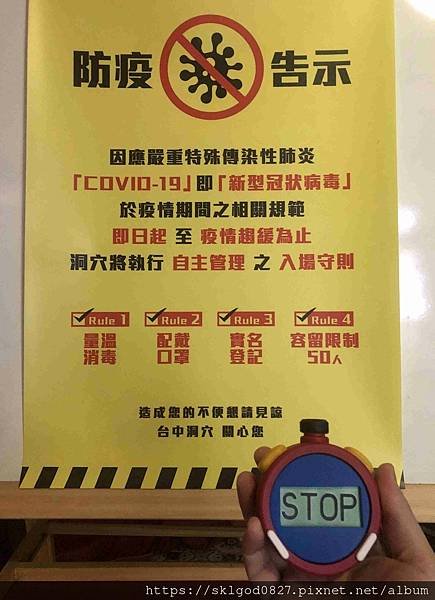 防疫 告示
因應嚴重特殊傳染性肺炎
「COVID-19」即「新型冠狀病毒」
於疫情期間之相關規範
即日起 至 疫情趨緩為止
洞穴將執行 自主管理 之 入場守則
Rule 1
量溫
消毒
Rule 2
配戴
口罩
Rule 3
實名
登記
Rule 4
容留限制
50人
造成您的不便懇請見諒
台中洞穴 關心您
STOP
https://sklgod0827.pixnet.net/album